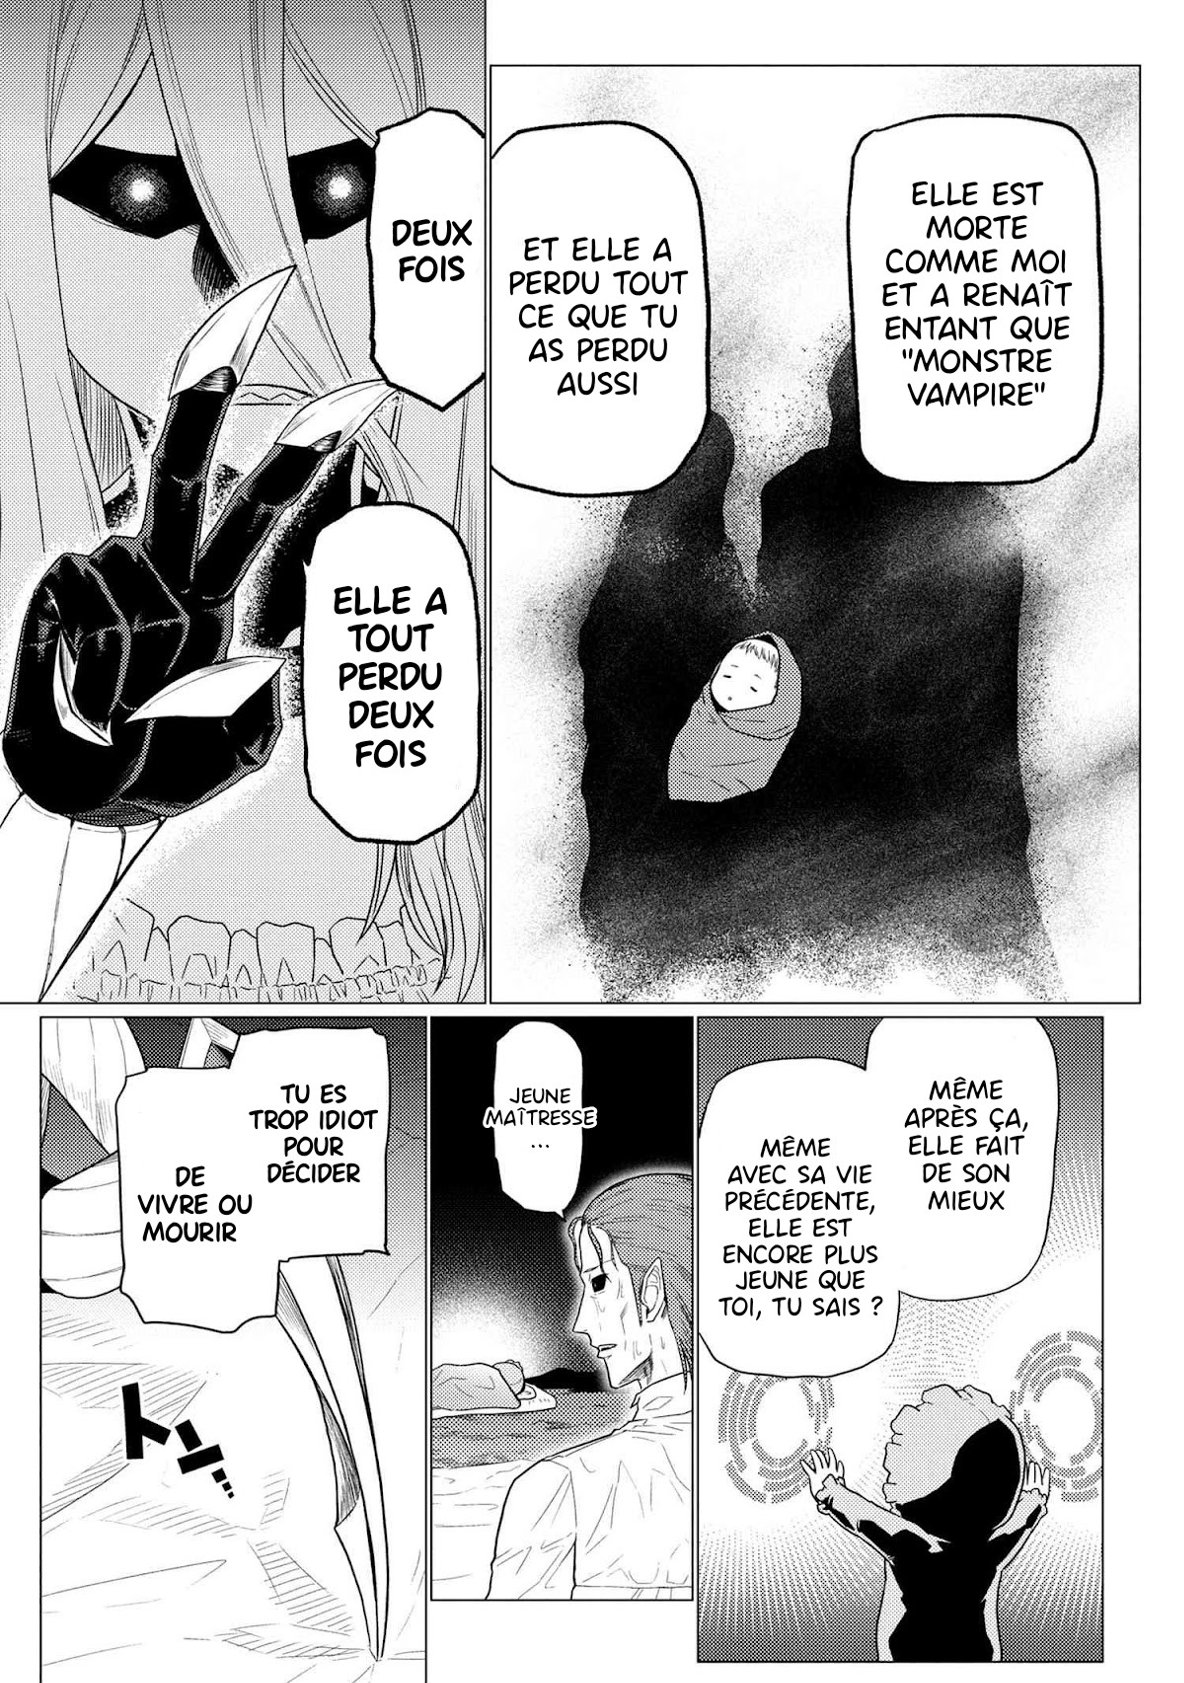 ELLE EST
MORTE
COMME MOI
ET A RENAÎT
ENTANT QUE
"MONSTRE
VAMPIRE"
ET ELLE A
PERDU TOUT
CE QUE TU
AS PERDU
AUSSI
DEUX
FOIS
ELLE A
TOUT
PERDU
DEUX
FOIS
MÊME
APRÈS ÇA,
ELLE FAIT
DE SON
MIEUX
MÊME
AVEC SA VIE
PRÉCÉDENTE,
ELLE EST
ENCORE PLUS
JEUNE QUE
TOI, TU SAIS ?
JEUNE
MAÎTRESSE
...
TU ES
TROP IDIOT
POUR
DÉCIDER
DE
VIVRE OU
MOURIR
トン…